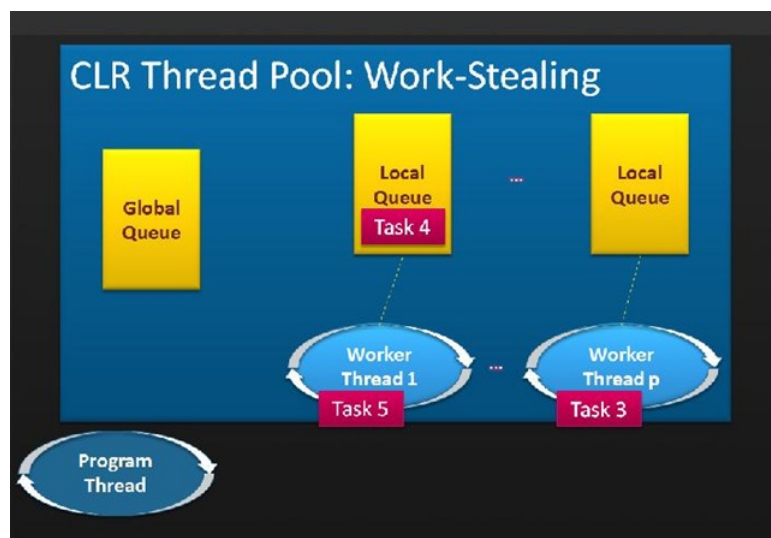 CLR Thread Pool: Work-Stealing
Global
Queue
Local
Queue
Task 4
...
Local
Queue
Worker
Thread 1
Task 5
...
Worker
Thread p
Task 3
Program
Thread